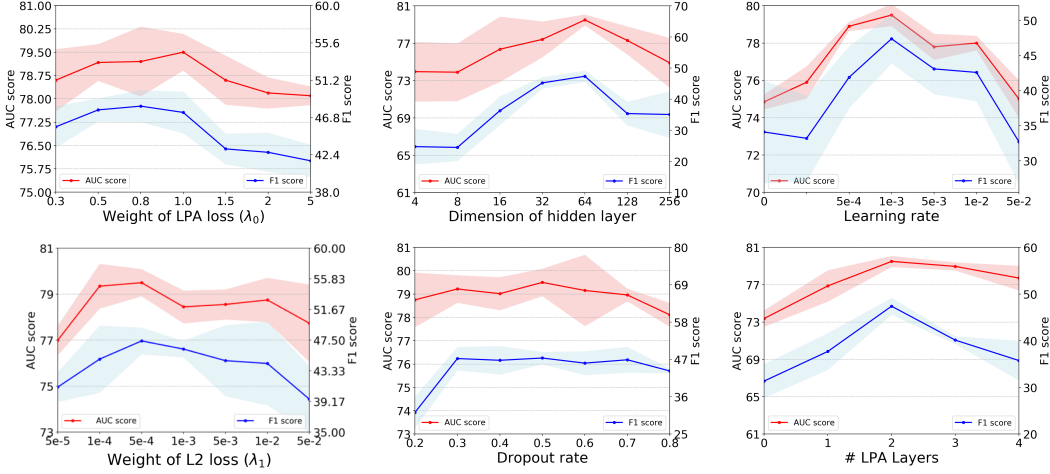 81.00
80.25
79.50
78.75
78.00
77.25
76.50
75.75
75.00
AUC score
60.0
55.6
51.2
46.8
42.4
38.0
F1 score
AUC score
F1 score
0.3 0.5 0.8 1.0 1.5 2 5
Weight of LPA loss (λ₀)
81
77
73
69
65
61
AUC score
70
60
50
40
30
20
10
F1 score
AUC score
F1 score
4 8 16 32 64 128 256
Dimension of hidden layer
80
78
76
74
72
70
AUC score
50
45
40
35
30
F1 score
AUC score
F1 score
0 5e-4 1e-3 5e-3 1e-2 5e-2
Learning rate
81
79
77
75
73
AUC score
60.00
55.83
51.67
47.50
43.33
39.17
35.00
F1 score
AUC score
F1 score
5e-5 1e-4 5e-4 1e-3 5e-3 1e-2 5e-2
Weight of L2 loss (λ₁)
81
80
79
78
76
75
74
73
AUC score
80
69
58
47
36
25
F1 score
AUC score
F1 score
0.2 0.3 0.4 0.5 0.6 0.7 0.8
Dropout rate
81
77
73
69
65
61
AUC score
60
50
40
30
20
F1 score
AUC score
F1 score
0 1 2 3 4
# LPA Layers